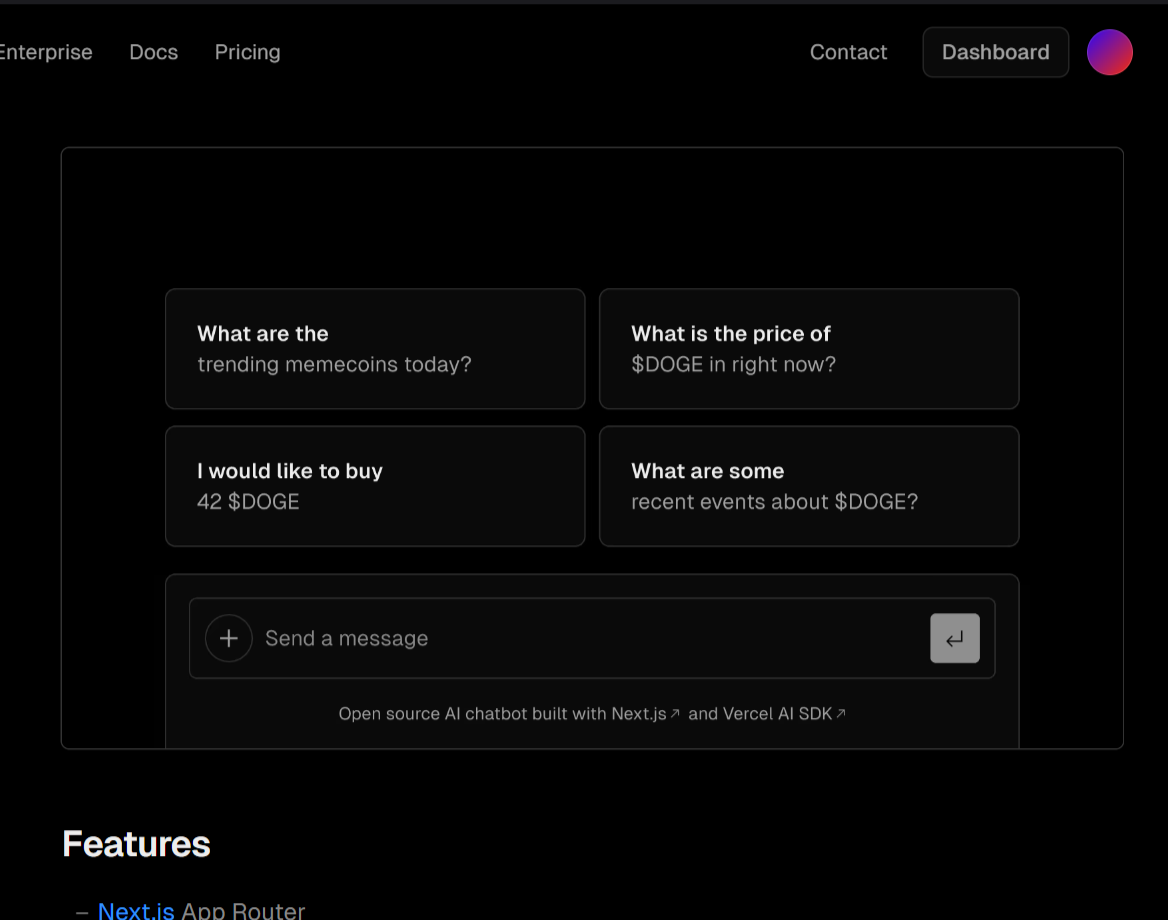 Enterprise Docs Pricing Contact Dashboard
What are the
trending memecoins today?
What is the price of
$DOGE in right now?
I would like to buy
42 $DOGE
What are some
recent events about $DOGE?
Send a message
Open source AI chatbot built with Next.js↗ and Vercel AI SDK↗
Features
– Next.js App Router